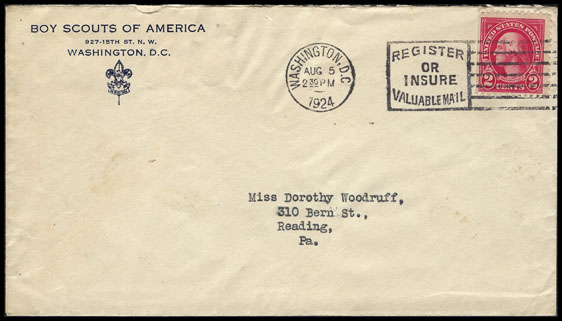 BOY SCOUTS OF AMERICA
927-15TH ST. N. W.
WASHINGTON, D.C.
WASHINGTON, D.C.
AUG 5
2 30 PM
1924
REGISTER
OR
INSURE
VALUABLE MAIL
UNITED STATES POSTAGE
2 CENTS 2
Miss Dorothy Woodruff,
310 Bern St.,
Reading,
Pa.